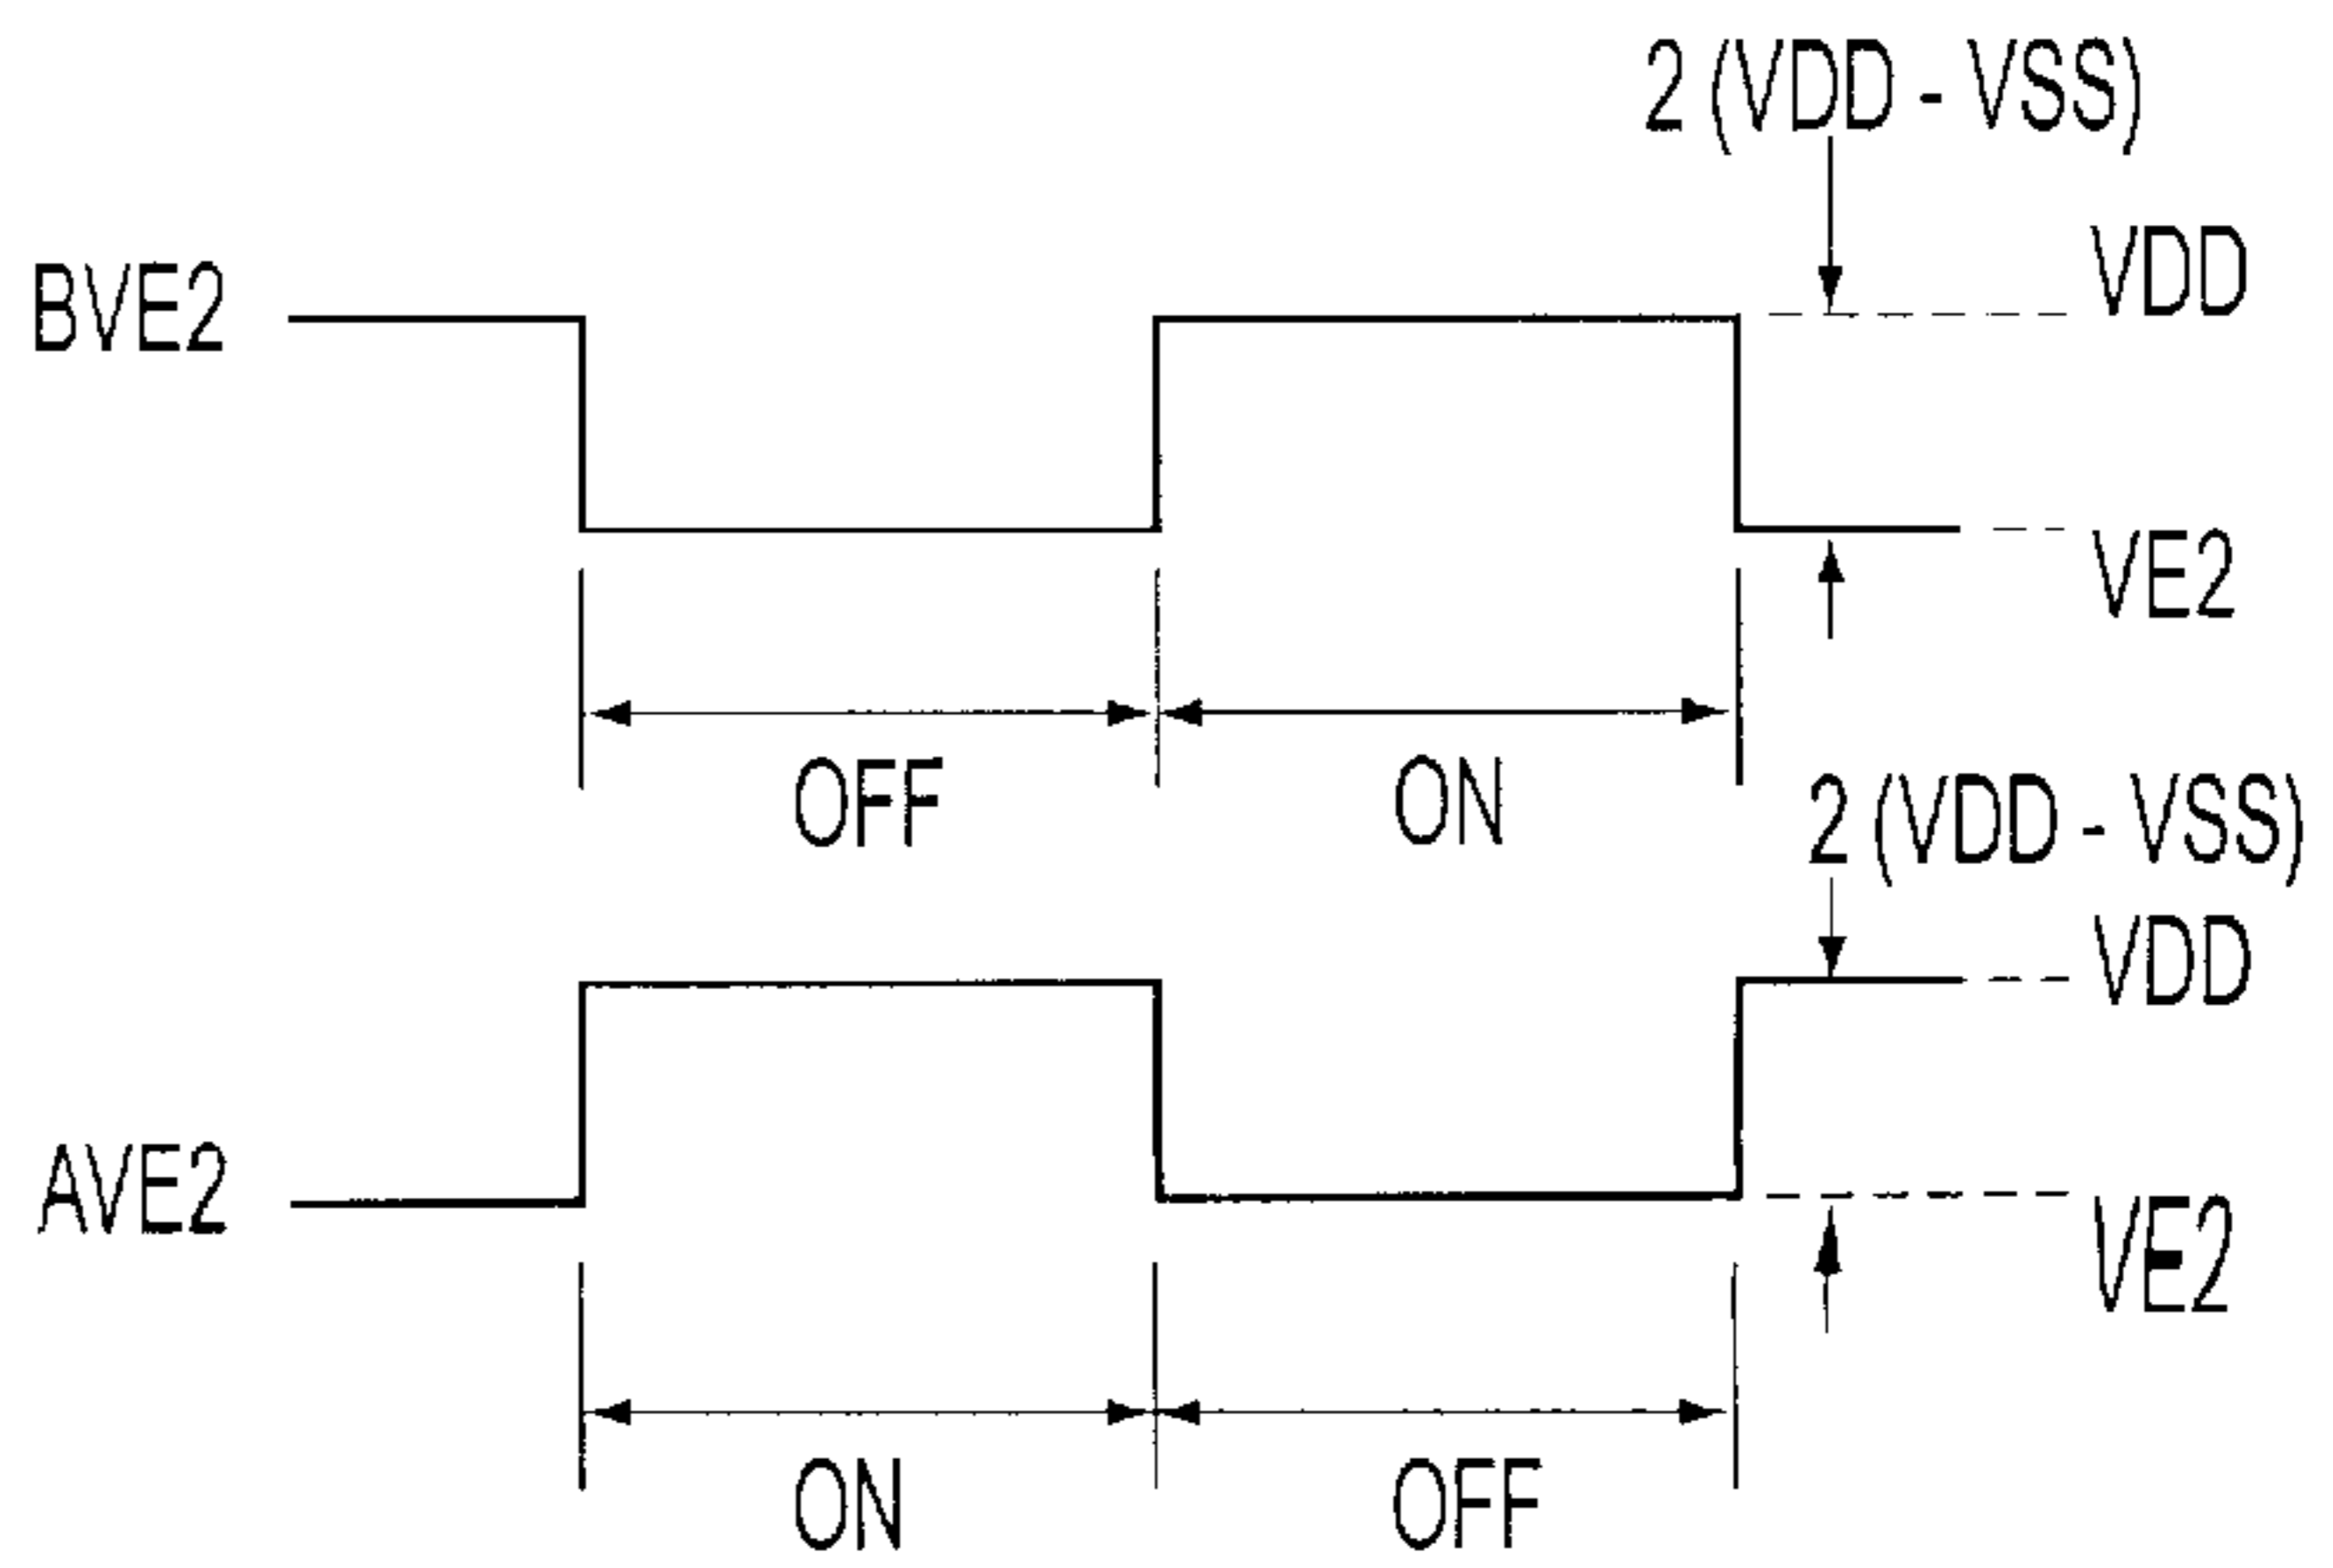 2 (VDD - VSS)
VDD
BVE2
VE2
OFF
ON
2 (VDD - VSS)
VDD
AVE2
VE2
ON
OFF